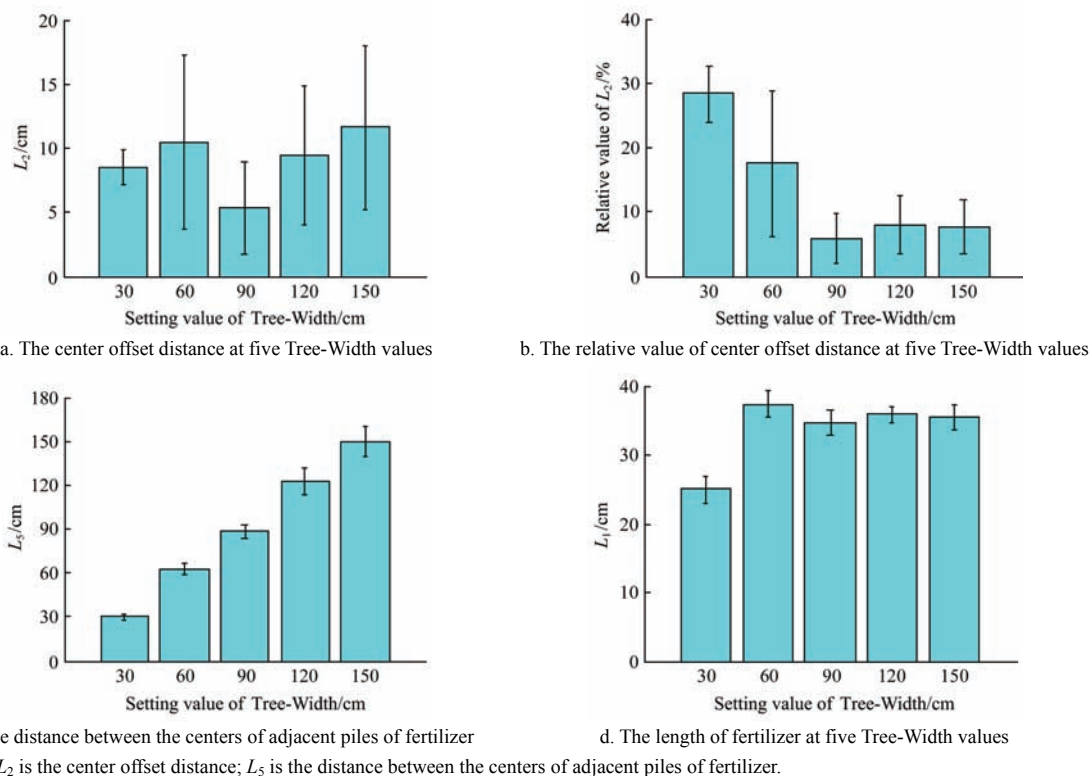 20
15
10
5
0
L₂/cm
30 60 90 120 150
Setting value of Tree-Width/cm
a. The center offset distance at five Tree-Width values
40
30
20
10
0
Relative value of L₂/%
30 60 90 120 150
Setting value of Tree-Width/cm
b. The relative value of center offset distance at five Tree-Width values
180
150
120
90
60
30
0
L₅/cm
30 60 90 120 150
Setting value of Tree-Width/cm
distance between the centers of adjacent piles of fertilizer
40
30
20
10
0
L₁/cm
30 60 90 120 150
Setting value of Tree-Width/cm
d. The length of fertilizer at five Tree-Width values
L₂ is the center offset distance; L₅ is the distance between the centers of adjacent piles of fertilizer.